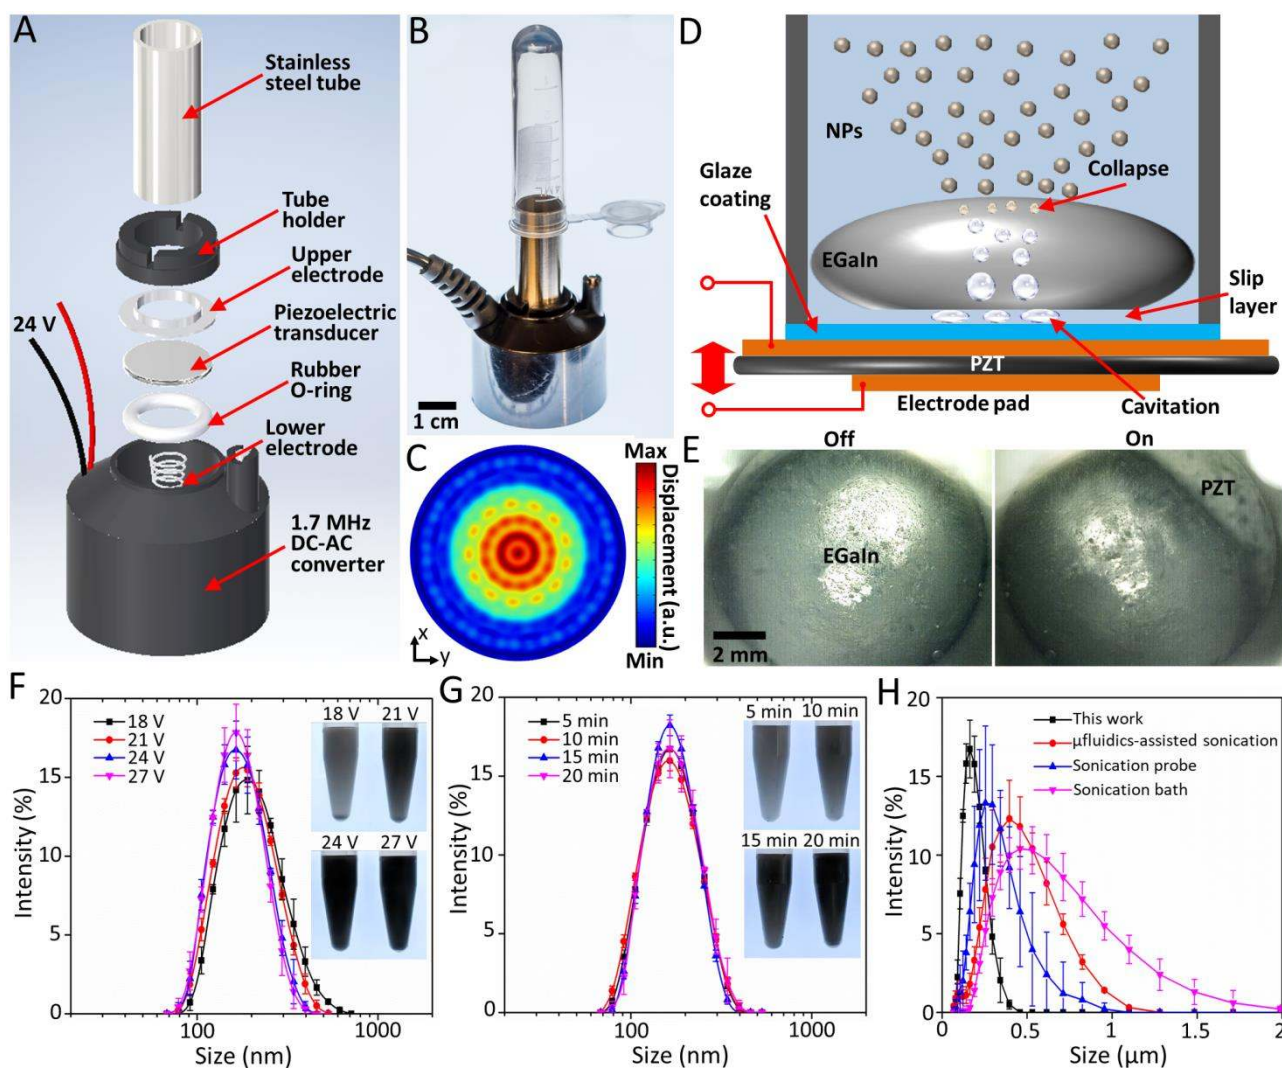 A
Stainless
steel tube
Tube
holder
Upper
electrode
Piezoelectric
transducer
24 V
Rubber
O-ring
Lower
electrode
1.7 MHz
DC-AC
converter
B
1 cm
C
Max
Displacement (a.u.)
Min
x
y
D
NPs
Glaze
coating
Collapse
EGaIn
Slip
layer
PZT
Electrode pad
Cavitation
E
Off
On
EGaIn
PZT
2 mm
F
20
15
10
5
0
Intensity (%)
18 V
21 V
24 V
27 V
18 V 21 V
24 V 27 V
100 1000
Size (nm)
G
20
15
10
5
0
Intensity (%)
5 min
10 min
15 min
20 min
5 min 10 min
15 min 20 min
100 1000
Size (nm)
H
20
15
10
5
0
Intensity (%)
This work
μfluidics-assisted sonication
Sonication probe
Sonication bath
0 0.5 1 1.5 2
Size (μm)